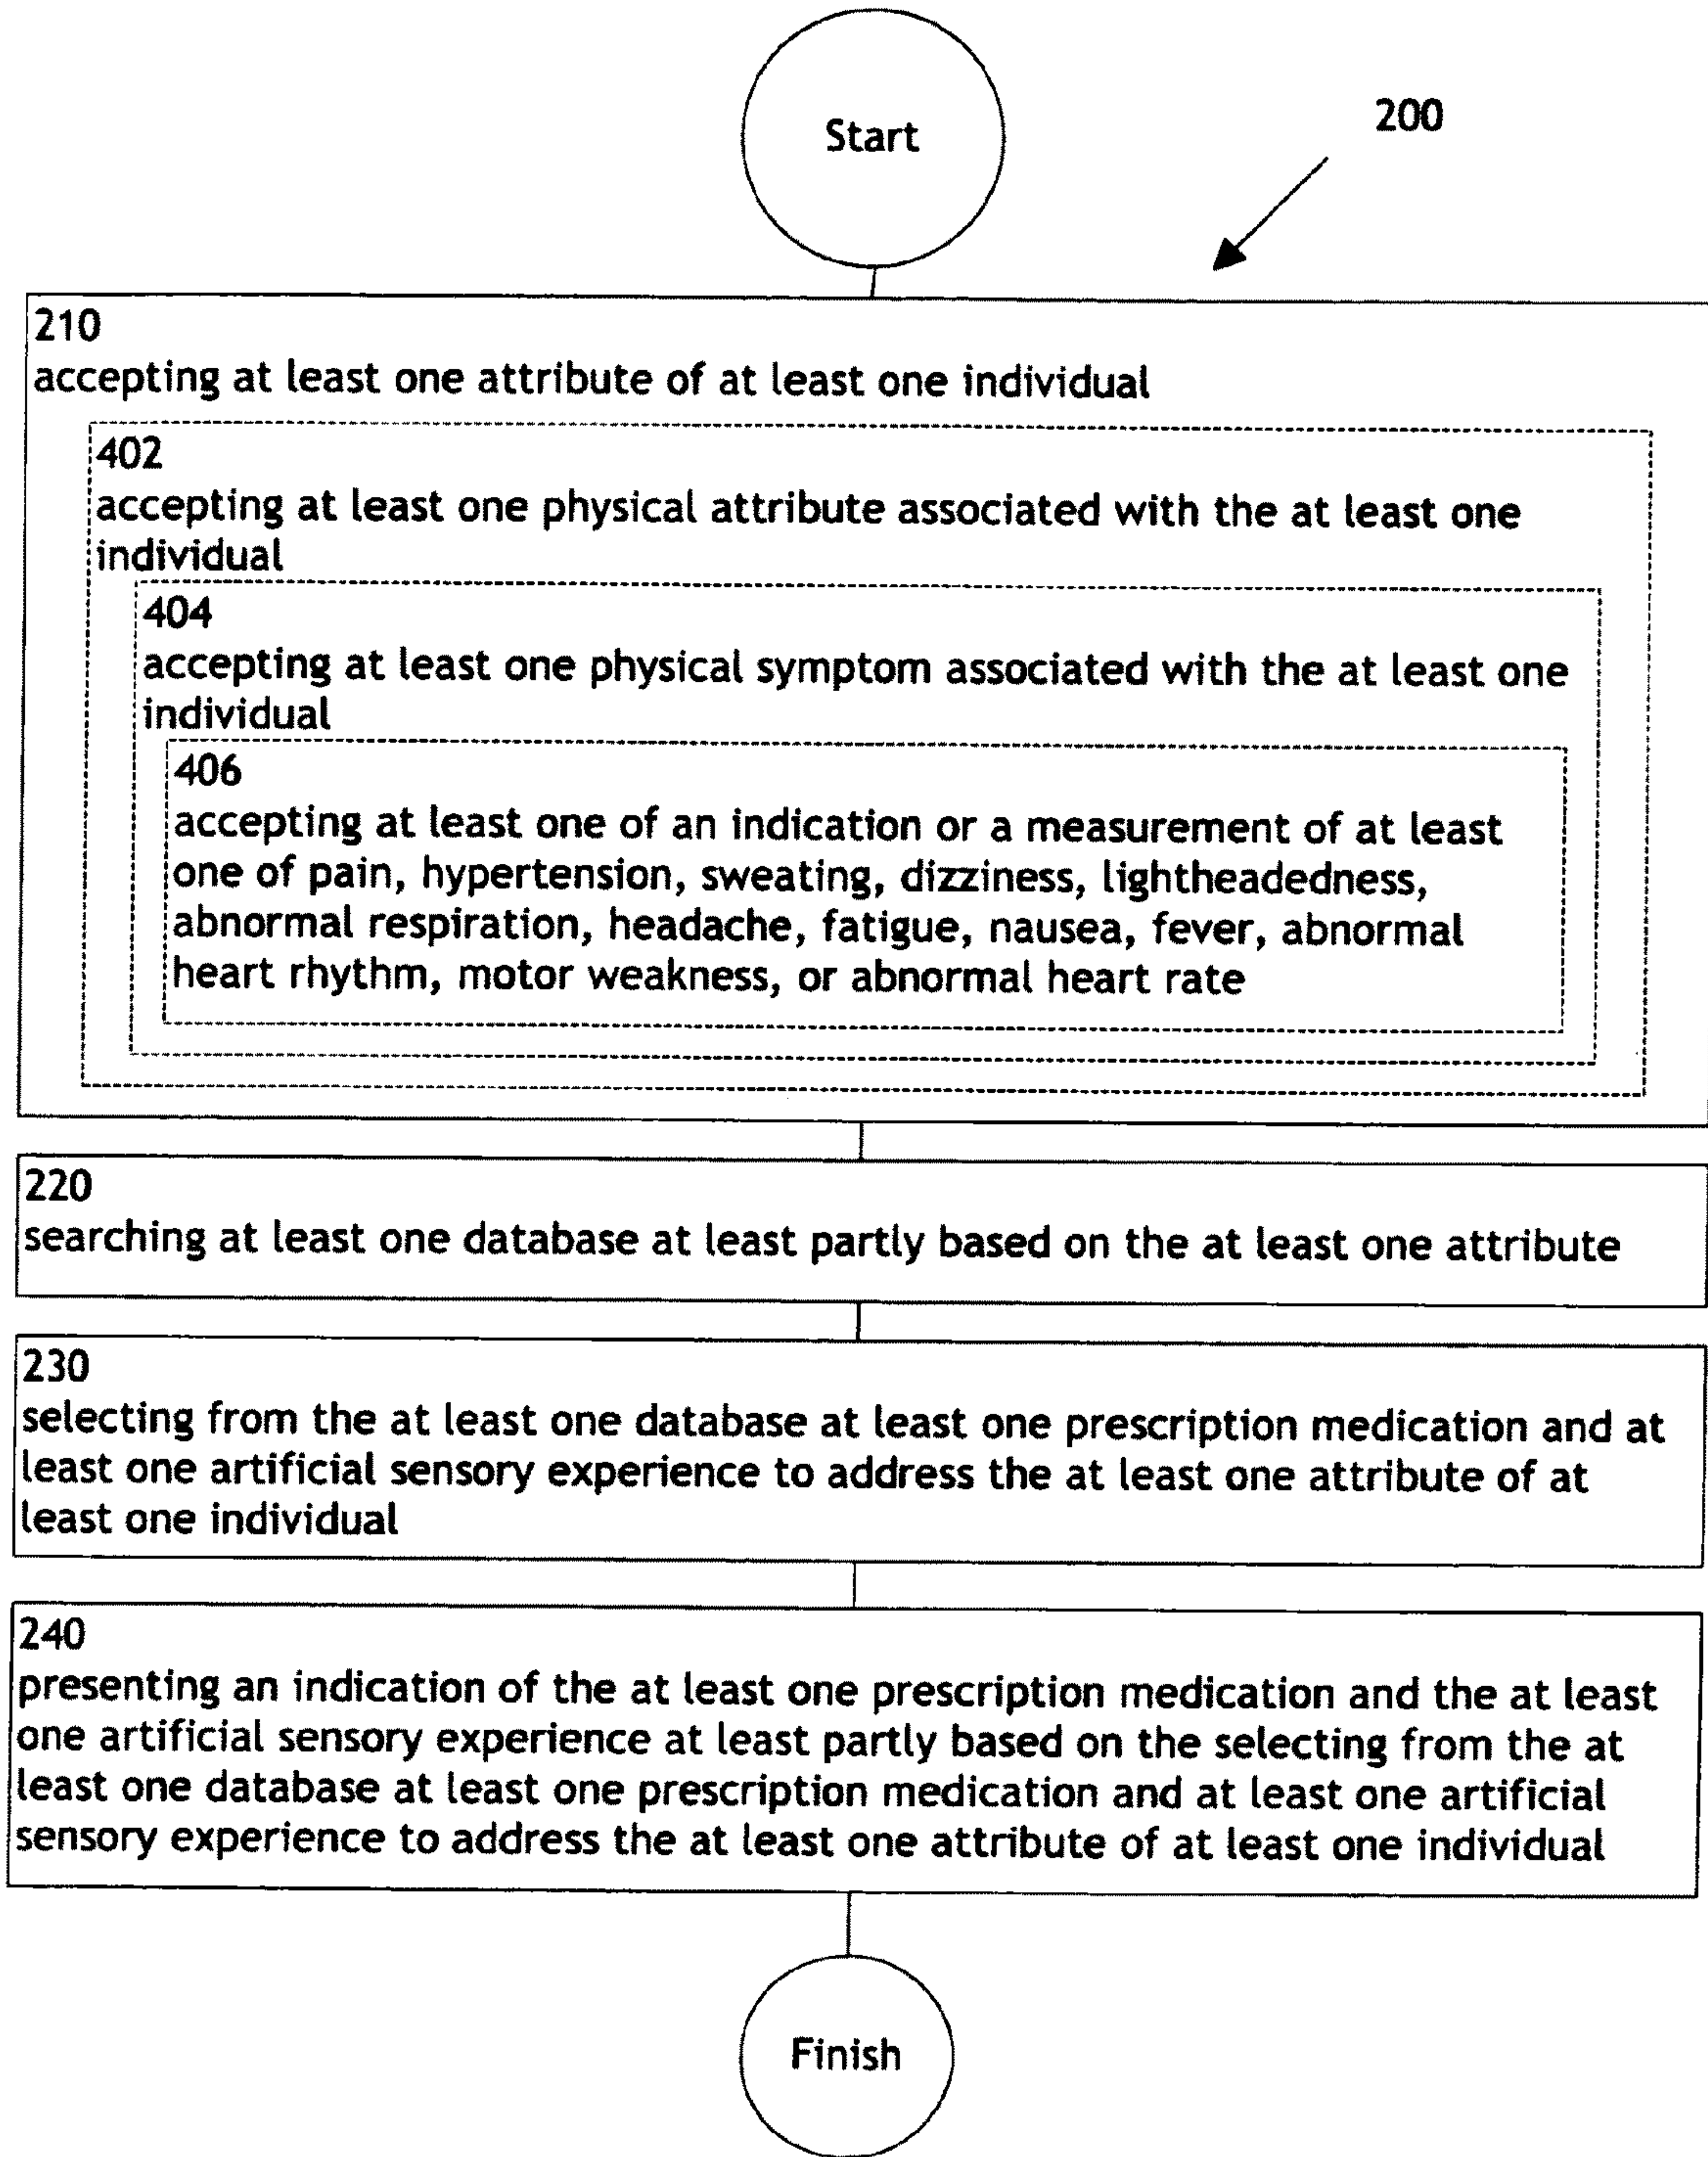 Start
200
210
accepting at least one attribute of at least one individual
402
accepting at least one physical attribute associated with the at least one
individual
404
accepting at least one physical symptom associated with the at least one
individual
406
accepting at least one of an indication or a measurement of at least
one of pain, hypertension, sweating, dizziness, lightheadedness,
abnormal respiration, headache, fatigue, nausea, fever, abnormal
heart rhythm, motor weakness, or abnormal heart rate
220
searching at least one database at least partly based on the at least one attribute
230
selecting from the at least one database at least one prescription medication and at
least one artificial sensory experience to address the at least one attribute of at
least one individual
240
presenting an indication of the at least one prescription medication and the at least
one artificial sensory experience at least partly based on the selecting from the at
least one database at least one prescription medication and at least one artificial
sensory experience to address the at least one attribute of at least one individual
Finish